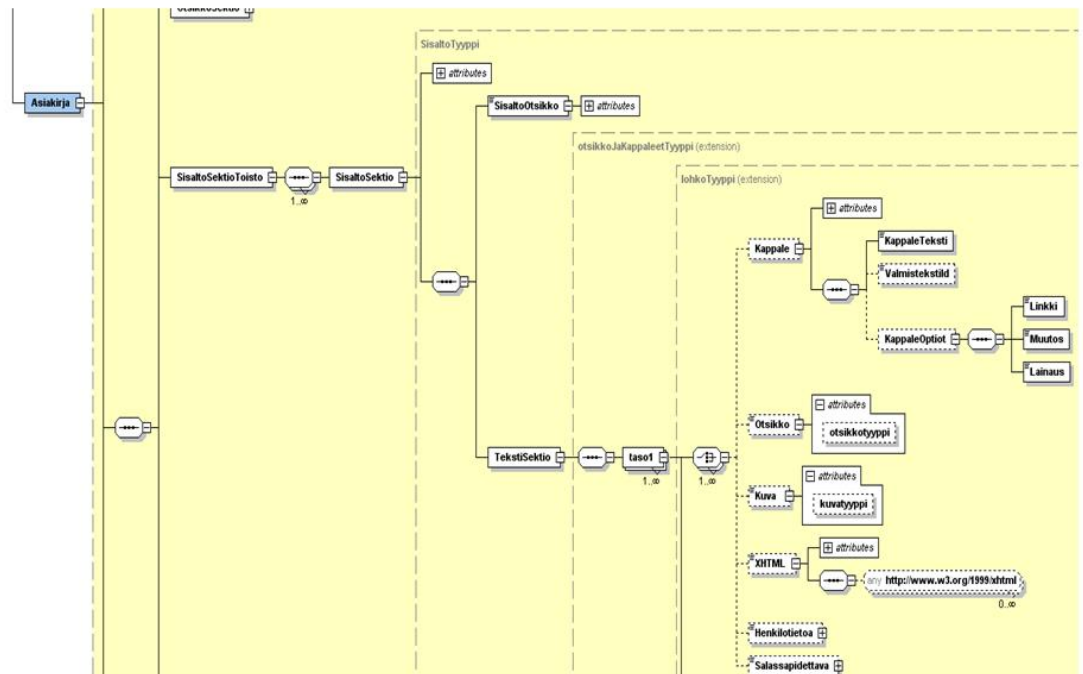 OtsikkoSektio
SisaltoTyyppi
attributes
Asiakirja
SisaltoOtsikko
attributes
otsikkoJaKappaleetTyyppi (extension)
SisaltoSektioToisto
1..∞
SisaltoSektio
lohkoTyyppi (extension)
attributes
Kappale
KappaleTeksti
ValmistekstiId
Linkki
KappaleOptiot
Muutos
Lainaus
attributes
Otsikko
otsikkotyyppi
TekstiSektio
taso1
1..∞
1..∞
attributes
Kuva
kuvatyyppi
attributes
XHTML
any http://www.w3.org/1999/xhtml
0..∞
Henkilotietoa
Salassapidettava